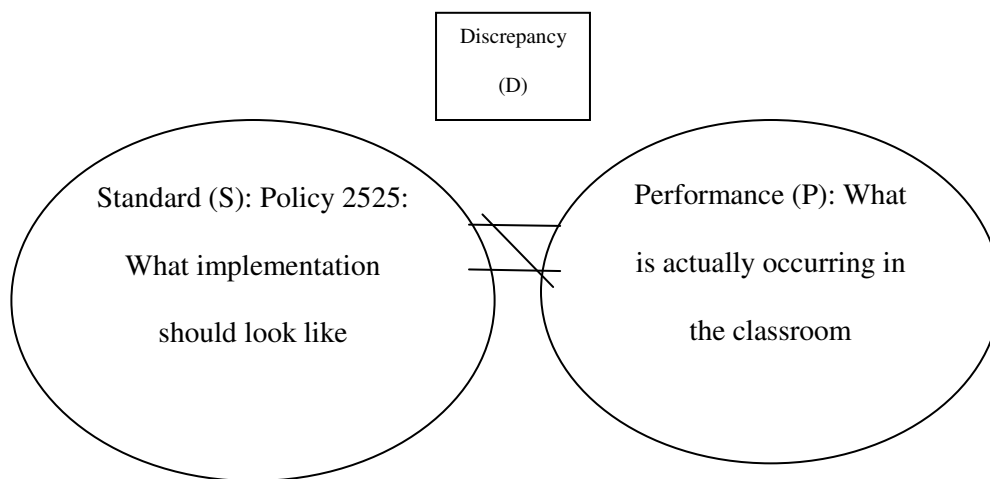 Discrepancy
(D)
Standard (S): Policy 2525:
What implementation
should look like
Performance (P): What
is actually occurring in
the classroom